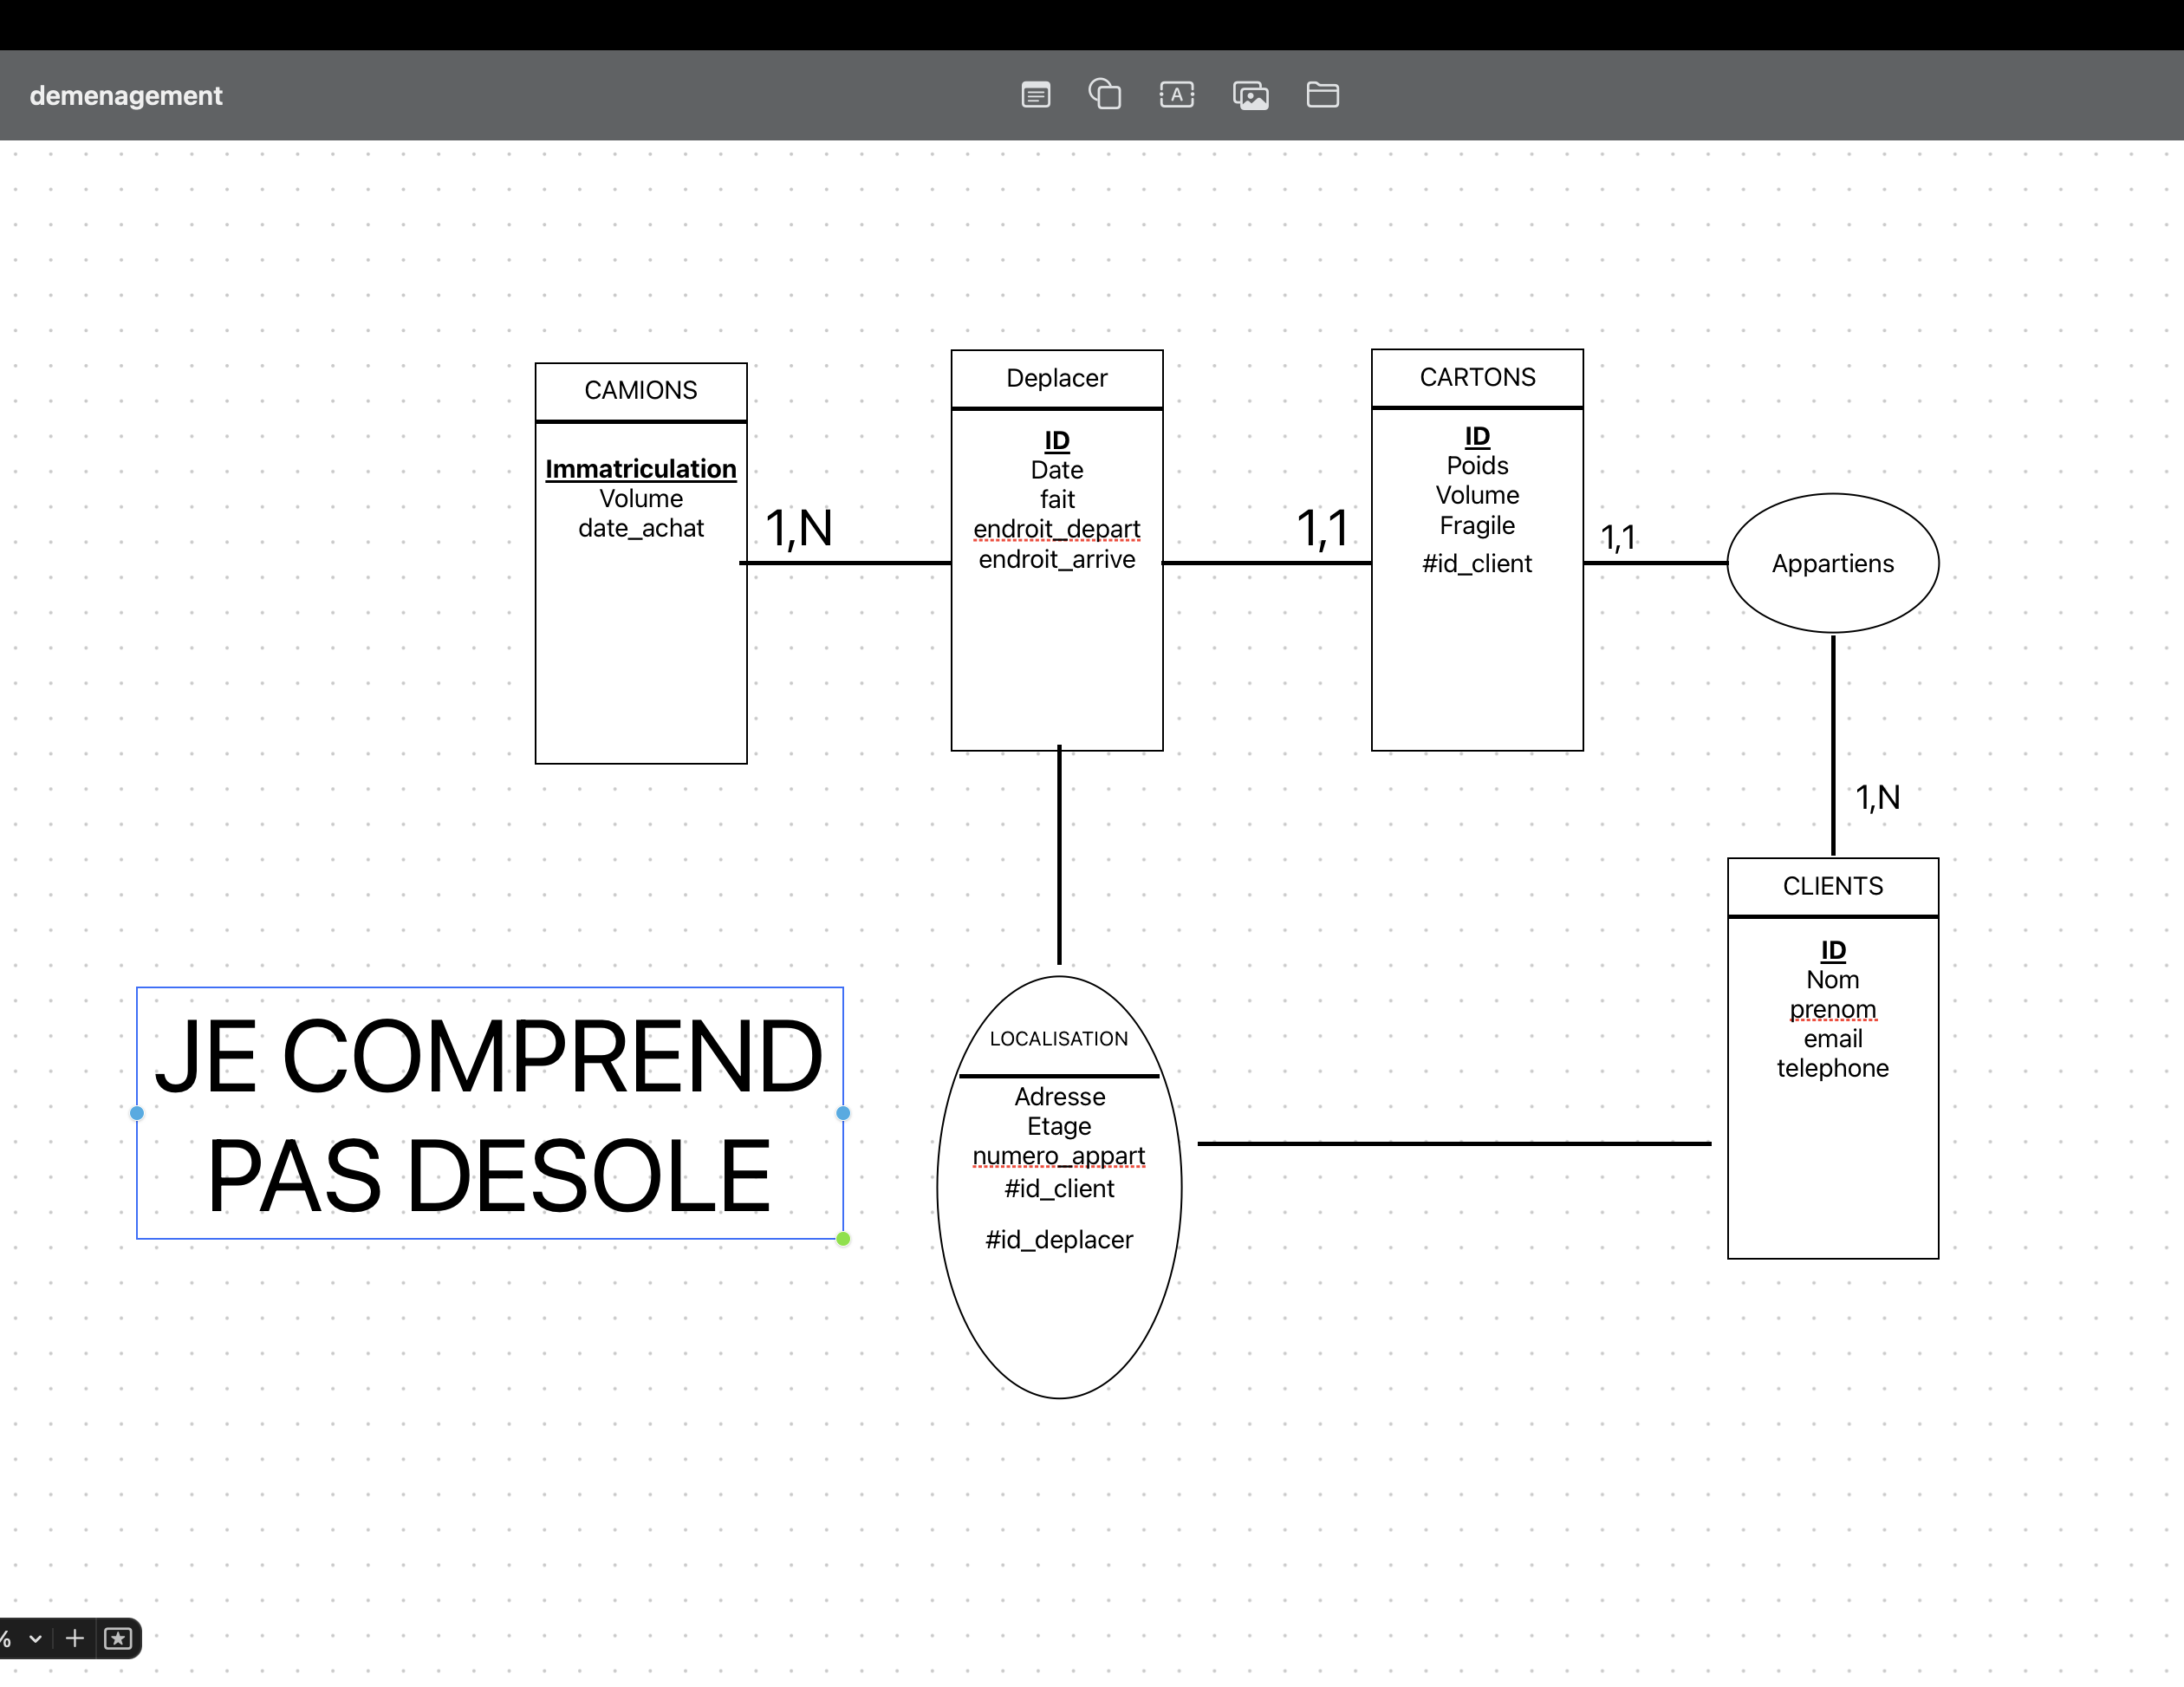 demenagement
CAMIONS
Immatriculation
Volume
date_achat
1,N
Deplacer
ID
Date
fait
endroit_depart
endroit_arrive
1,1
CARTONS
ID
Poids
Volume
Fragile
#id_client
1,1
Appartiens
1,N
CLIENTS
ID
Nom
prenom
email
telephone
LOCALISATION
Adresse
Etage
numero_appart
#id_client
#id_deplacer
JE COMPREND
PAS DESOLE
%